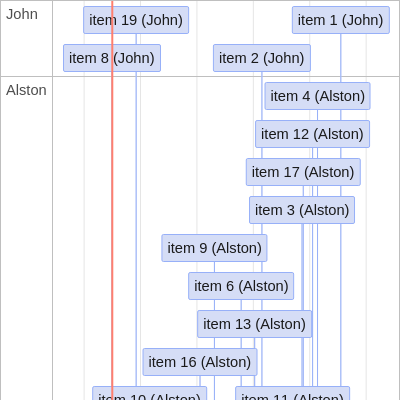 John
item 19 (John)
item 1 (John)
item 8 (John)
item 2 (John)
Alston
item 4 (Alston)
item 12 (Alston)
item 17 (Alston)
item 3 (Alston)
item 9 (Alston)
item 6 (Alston)
item 13 (Alston)
item 16 (Alston)
item 10 (Alston)
item 11 (Alston)